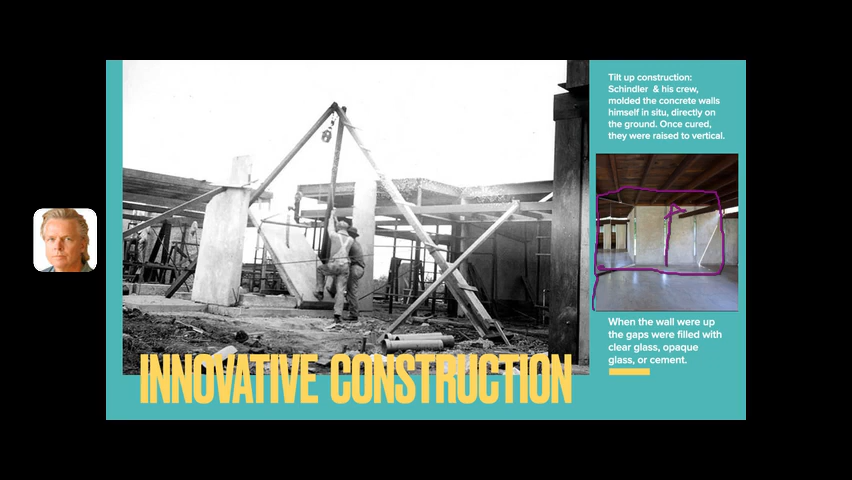 Tilt up construction:
Schindler & his crew,
molded the concrete walls
himself in situ, directly on
the ground. Once cured,
they were raised to vertical.
When the wall were up
the gaps were filled with
clear glass, opaque
glass, or cement.
INNOVATIVE CONSTRUCTION